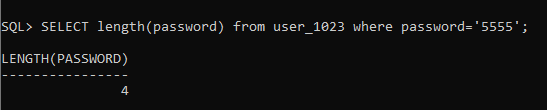 SQL> SELECT length(password) from user_1023 where password='5555';
LENGTH(PASSWORD)
----------------
4